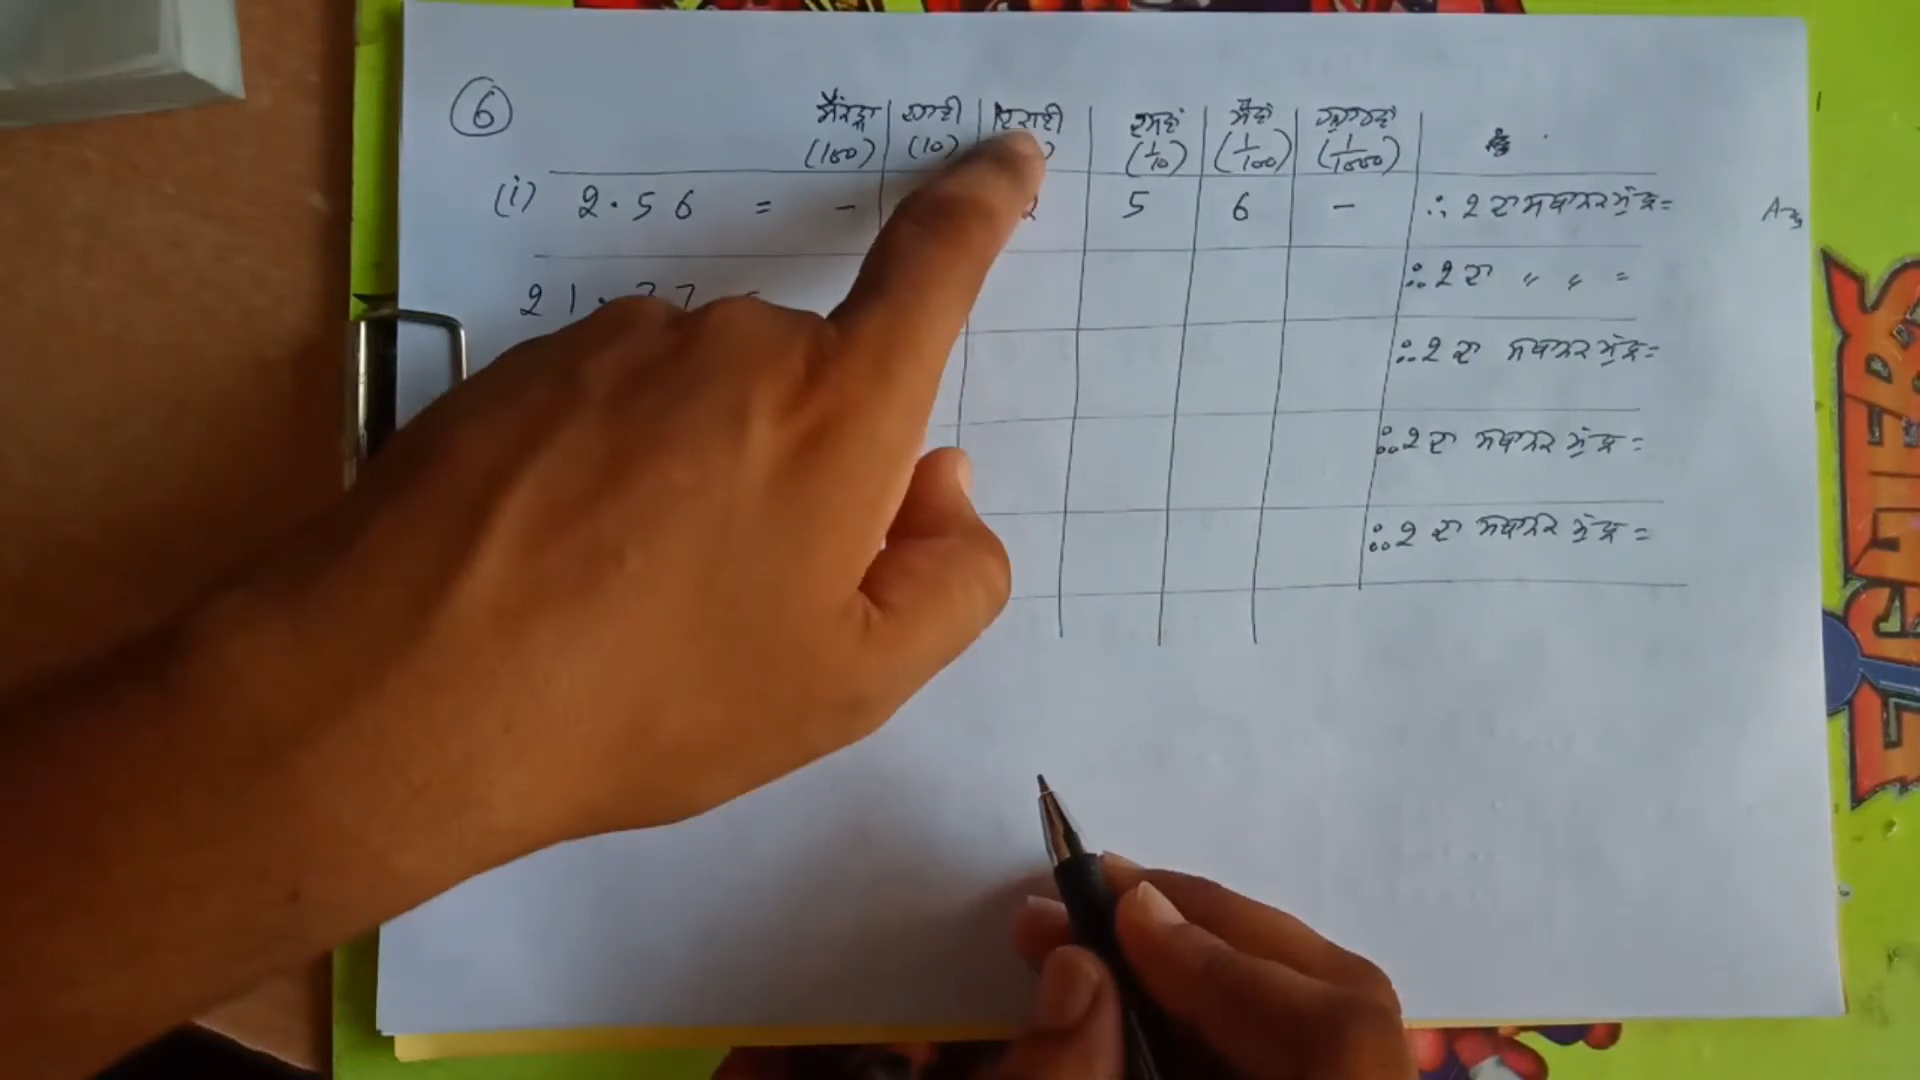 6
ਸੈਂਕੜਾ ਦਹਾਈ ਇਕਾਈ ਦਸਵਾਂ ਸੌਵਾਂ ਹਜ਼ਾਰਵਾਂ
(100) (10) ) (1/10) (1/100) (1/1000)
(i) 2.56 = - 2 5 6 - ∴ 2 ਦਾ ਸਥਾਨਕ ਮੁੱਲ =
21. ∴ 2 ਦਾ " " =
∴ 2 ਦਾ ਸਥਾਨਕ ਮੁੱਲ =
∴ 2 ਦਾ ਸਥਾਨਕ ਮੁੱਲ =
∴ 2 ਦਾ ਸਥਾਨਕ ਮੁੱਲ =